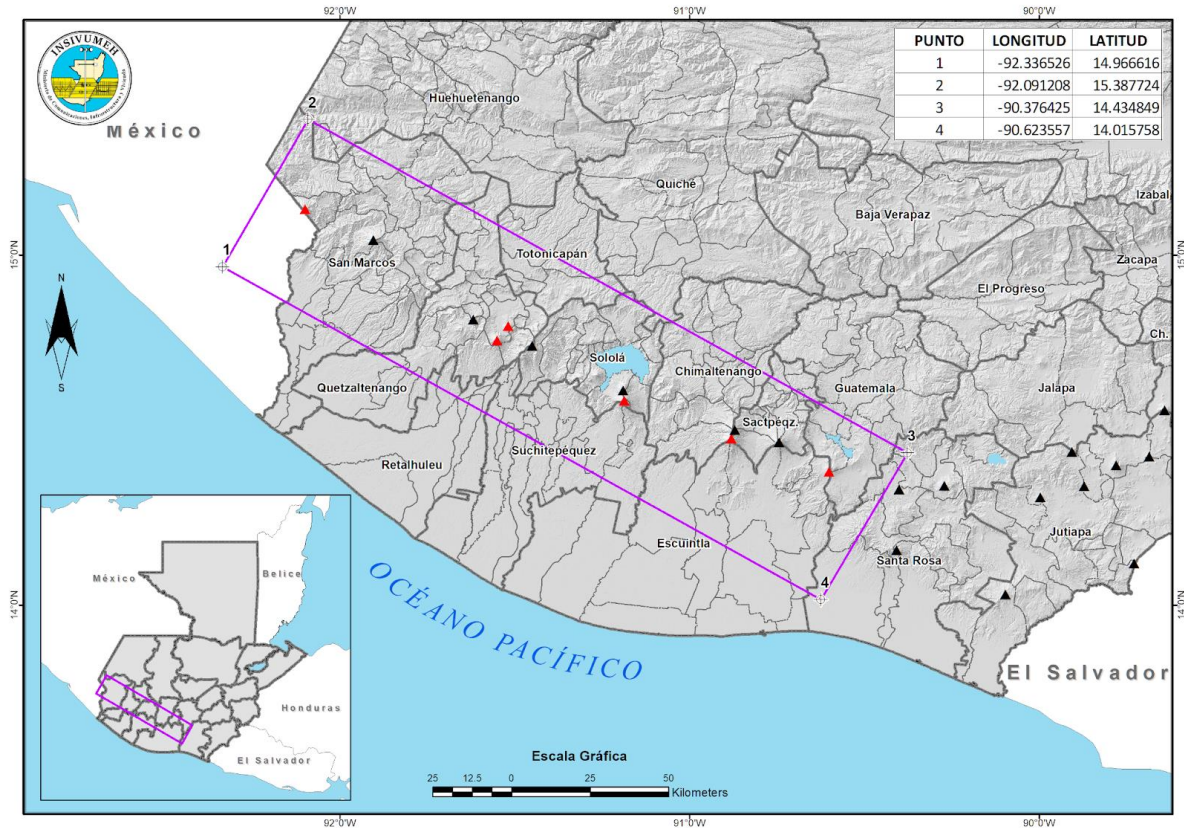 92°0'W 91°0'W 90°0'W
INSIVUMEH
PUNTO LONGITUD LATITUD
1 -92.336526 14.966616
2 -92.091208 15.387724
3 -90.376425 14.434849
4 -90.623557 14.015758
México
2
Huehuetenango
Quiché
Izabal
Baja Verapaz
1
15°0'N
Totonicapán
San Marcos
Zacapa
15°0'N
El Progreso
N
S
Ch.
Sololá
Quetzaltenango
Chimaltenango
Guatemala
Jalapa
Sactpeqz.
3
Suchitepéquez
Retalhuleu
Escuintla
Jutiapa
Santa Rosa
4
14°0'N
14°0'N
OCÉANO PACÍFICO
El Salvador
México
Belice
Honduras
El Salvador
Escala Gráfica
25 12.5 0 25 50
Kilometers
92°0'W 91°0'W 90°0'W